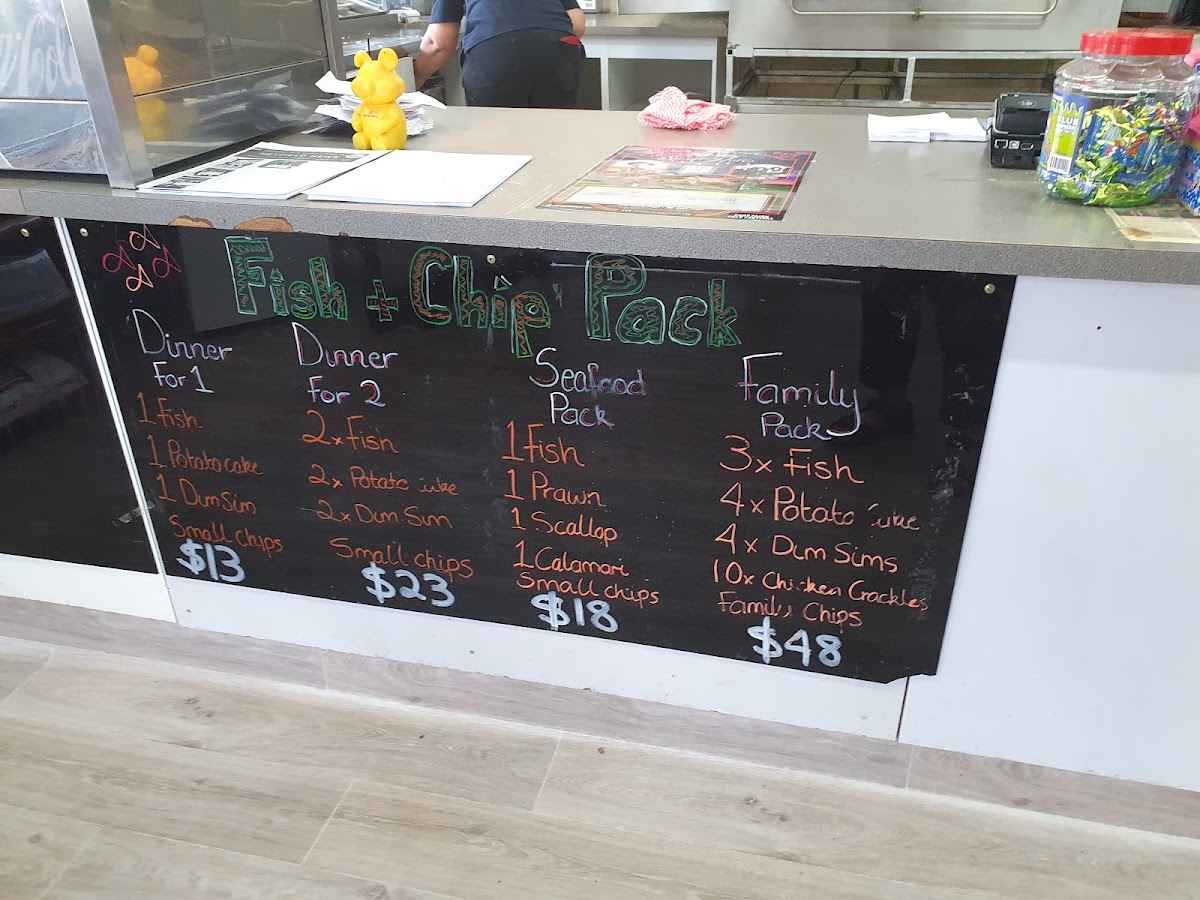 Fish + Chip Pack
Dinner
For 1
1 Fish
1 Potato cake
1 Dim Sim
Small chips
$13
Dinner
For 2
2x Fish
2x Potato cake
2x Dim Sim
Small chips
$23
Seafood
Pack
1 Fish
1 Prawn
1 Scallop
1 Calamari
Small chips
$18
Family
Pack
3x Fish
4x Potato cake
4x Dim Sims
10x Chicken Crackles
Family Chips
$48